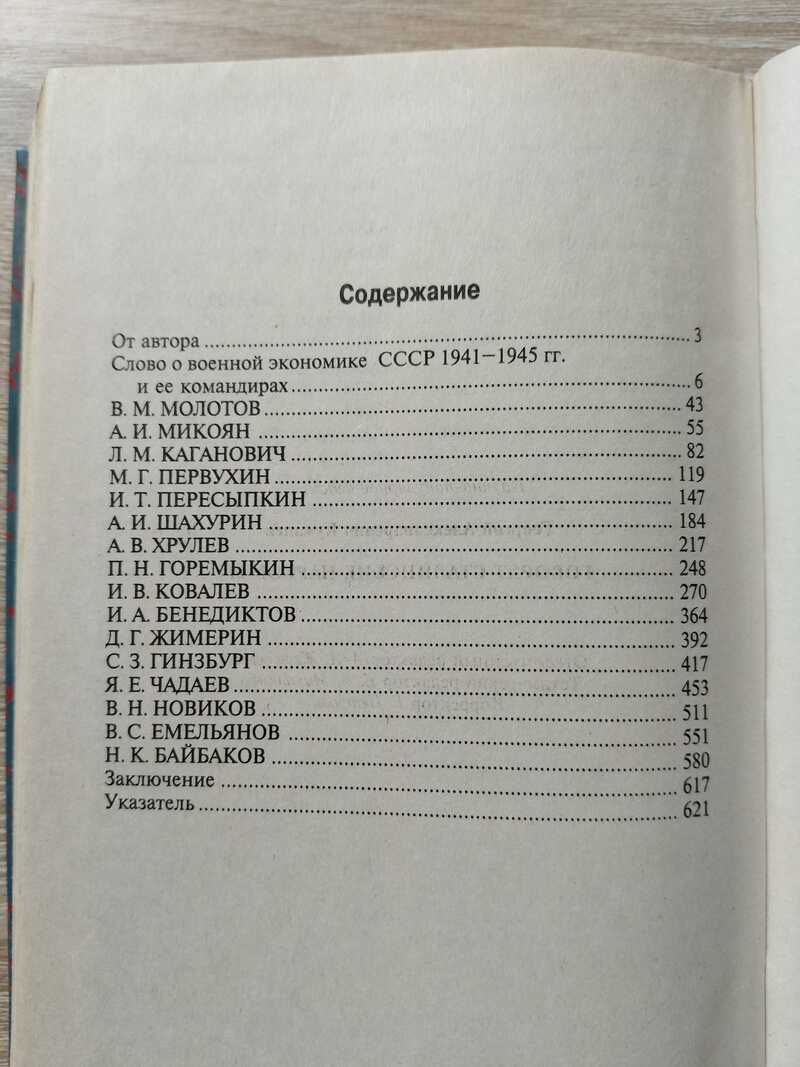 Содержание
От автора ... 3
Слово о военной экономике СССР 1941—1945 гг.
и ее командирах ... 6
В. М. МОЛОТОВ ... 43
А. И. МИКОЯН ... 55
Л. М. КАГАНОВИЧ ... 82
М. Г. ПЕРВУХИН ... 119
И. Т. ПЕРЕСЫПКИН ... 147
А. И. ШАХУРИН ... 184
А. В. ХРУЛЕВ ... 217
П. Н. ГОРЕМЫКИН ... 248
И. В. КОВАЛЕВ ... 270
И. А. БЕНЕДИКТОВ ... 364
Д. Г. ЖИМЕРИН ... 392
С. З. ГИНЗБУРГ ... 417
Я. Е. ЧАДАЕВ ... 453
В. Н. НОВИКОВ ... 511
В. С. ЕМЕЛЬЯНОВ ... 551
Н. К. БАЙБАКОВ ... 580
Заключение ... 617
Указатель ... 621